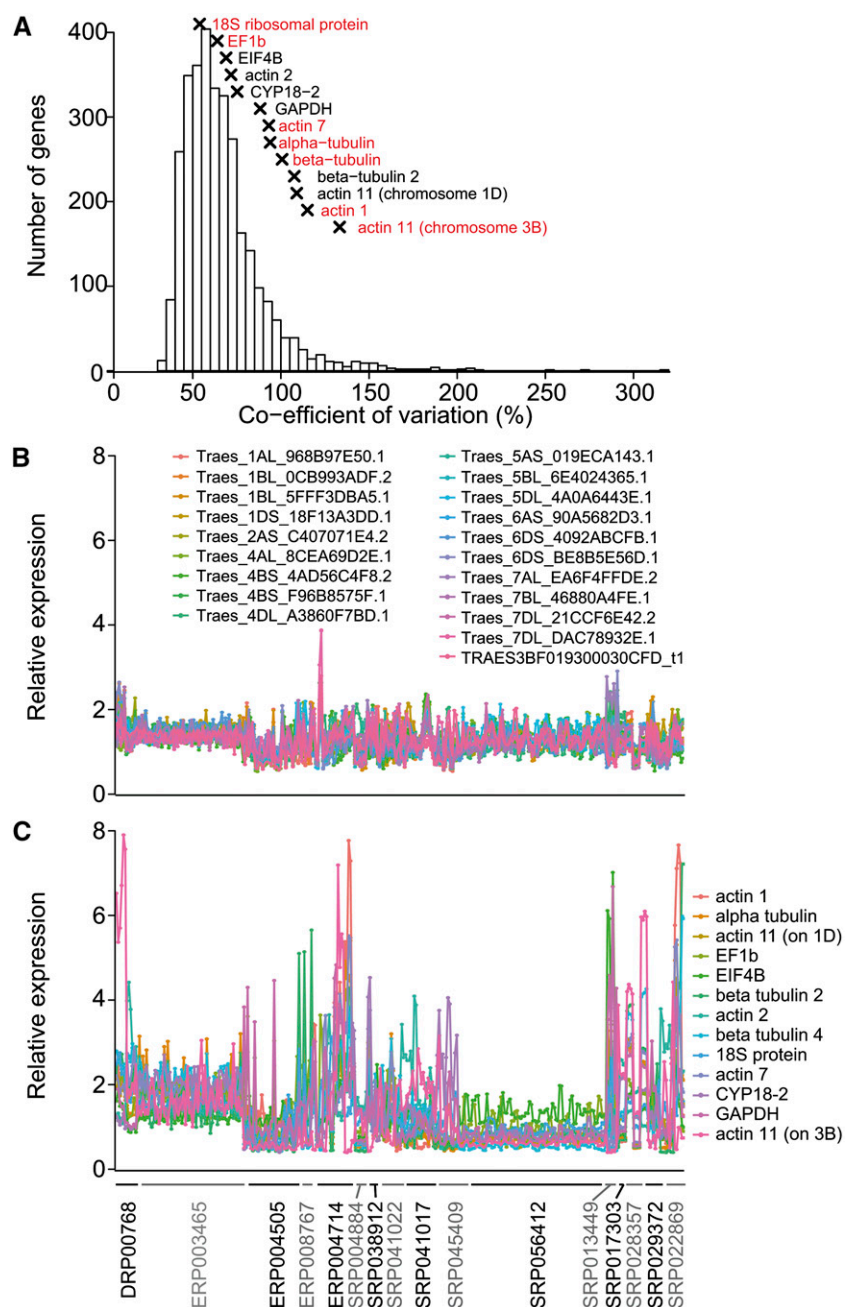 A
18S ribosomal protein
EF1b
EIF4B
actin 2
CYP18−2
GAPDH
actin 7
alpha−tubulin
beta−tubulin
beta−tubulin 2
actin 11 (chromosome 1D)
actin 1
actin 11 (chromosome 3B)
Number of genes
400
300
200
100
0
0 50 100 150 200 250 300
Co−efficient of variation (%)
B
Relative expression
8
6
4
2
0
Traes_1AL_968B97E50.1
Traes_1BL_0CB993ADF.2
Traes_1BL_5FFF3DBA5.1
Traes_1DS_18F13A3DD.1
Traes_2AS_C407071E4.2
Traes_4AL_8CEA69D2E.1
Traes_4BS_4AD56C4F8.2
Traes_4BS_F96B8575F.1
Traes_4DL_A3860F7BD.1
Traes_5AS_019ECA143.1
Traes_5BL_6E4024365.1
Traes_5DL_4A0A6443E.1
Traes_6AS_90A5682D3.1
Traes_6DS_4092ABCFB.1
Traes_6DS_BE8B5E56D.1
Traes_7AL_EA6F4FFDE.2
Traes_7BL_46880A4FE.1
Traes_7DL_21CCF6E42.2
Traes_7DL_DAC78932E.1
TRAES3BF019300030CFD_t1
C
Relative expression
8
6
4
2
0
actin 1
alpha tubulin
actin 11 (on 1D)
EF1b
EIF4B
beta tubulin 2
actin 2
beta tubulin 4
18S protein
actin 7
CYP18-2
GAPDH
actin 11 (on 3B)
DRP00768
ERP003465
ERP004505
ERP008767
ERP004714
SRP004884
SRP038912
SRP041022
SRP041017
SRP045409
SRP056412
SRP013449
SRP017303
SRP028357
SRP029372
SRP022869